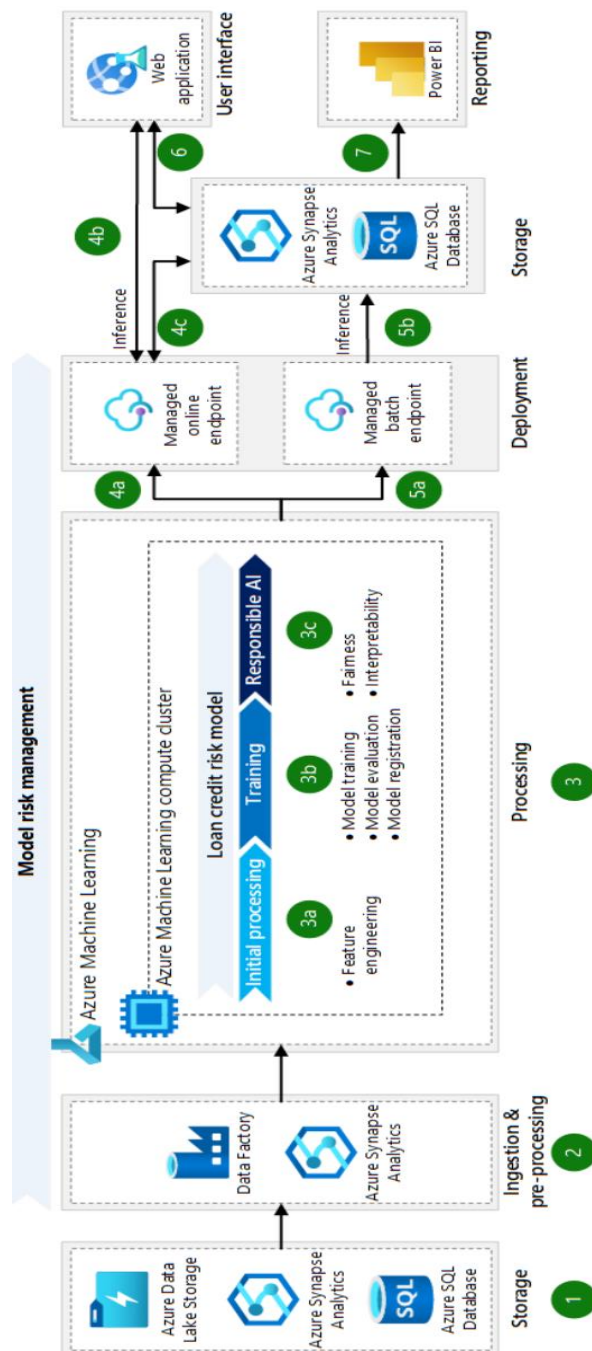 Model risk management
Azure Data
Lake Storage
Azure Synapse
Analytics
SQL
Azure SQL
Database
Storage
1
Data Factory
Azure Synapse
Analytics
Ingestion &
pre-processing
2
Azure Machine Learning
Azure Machine Learning compute cluster
Loan credit risk model
Initial processing
Training
Responsible AI
3a
• Feature
engineering
3b
• Model training
• Model evaluation
• Model registration
3c
• Fairness
• Interpretability
Processing
3
4a
5a
Managed
online
endpoint
Managed
batch
endpoint
Deployment
4b
Inference
4c
Inference
5b
6
Azure Synapse
Analytics
SQL
Azure SQL
Database
Storage
7
Web
application
User interface
Power BI
Reporting